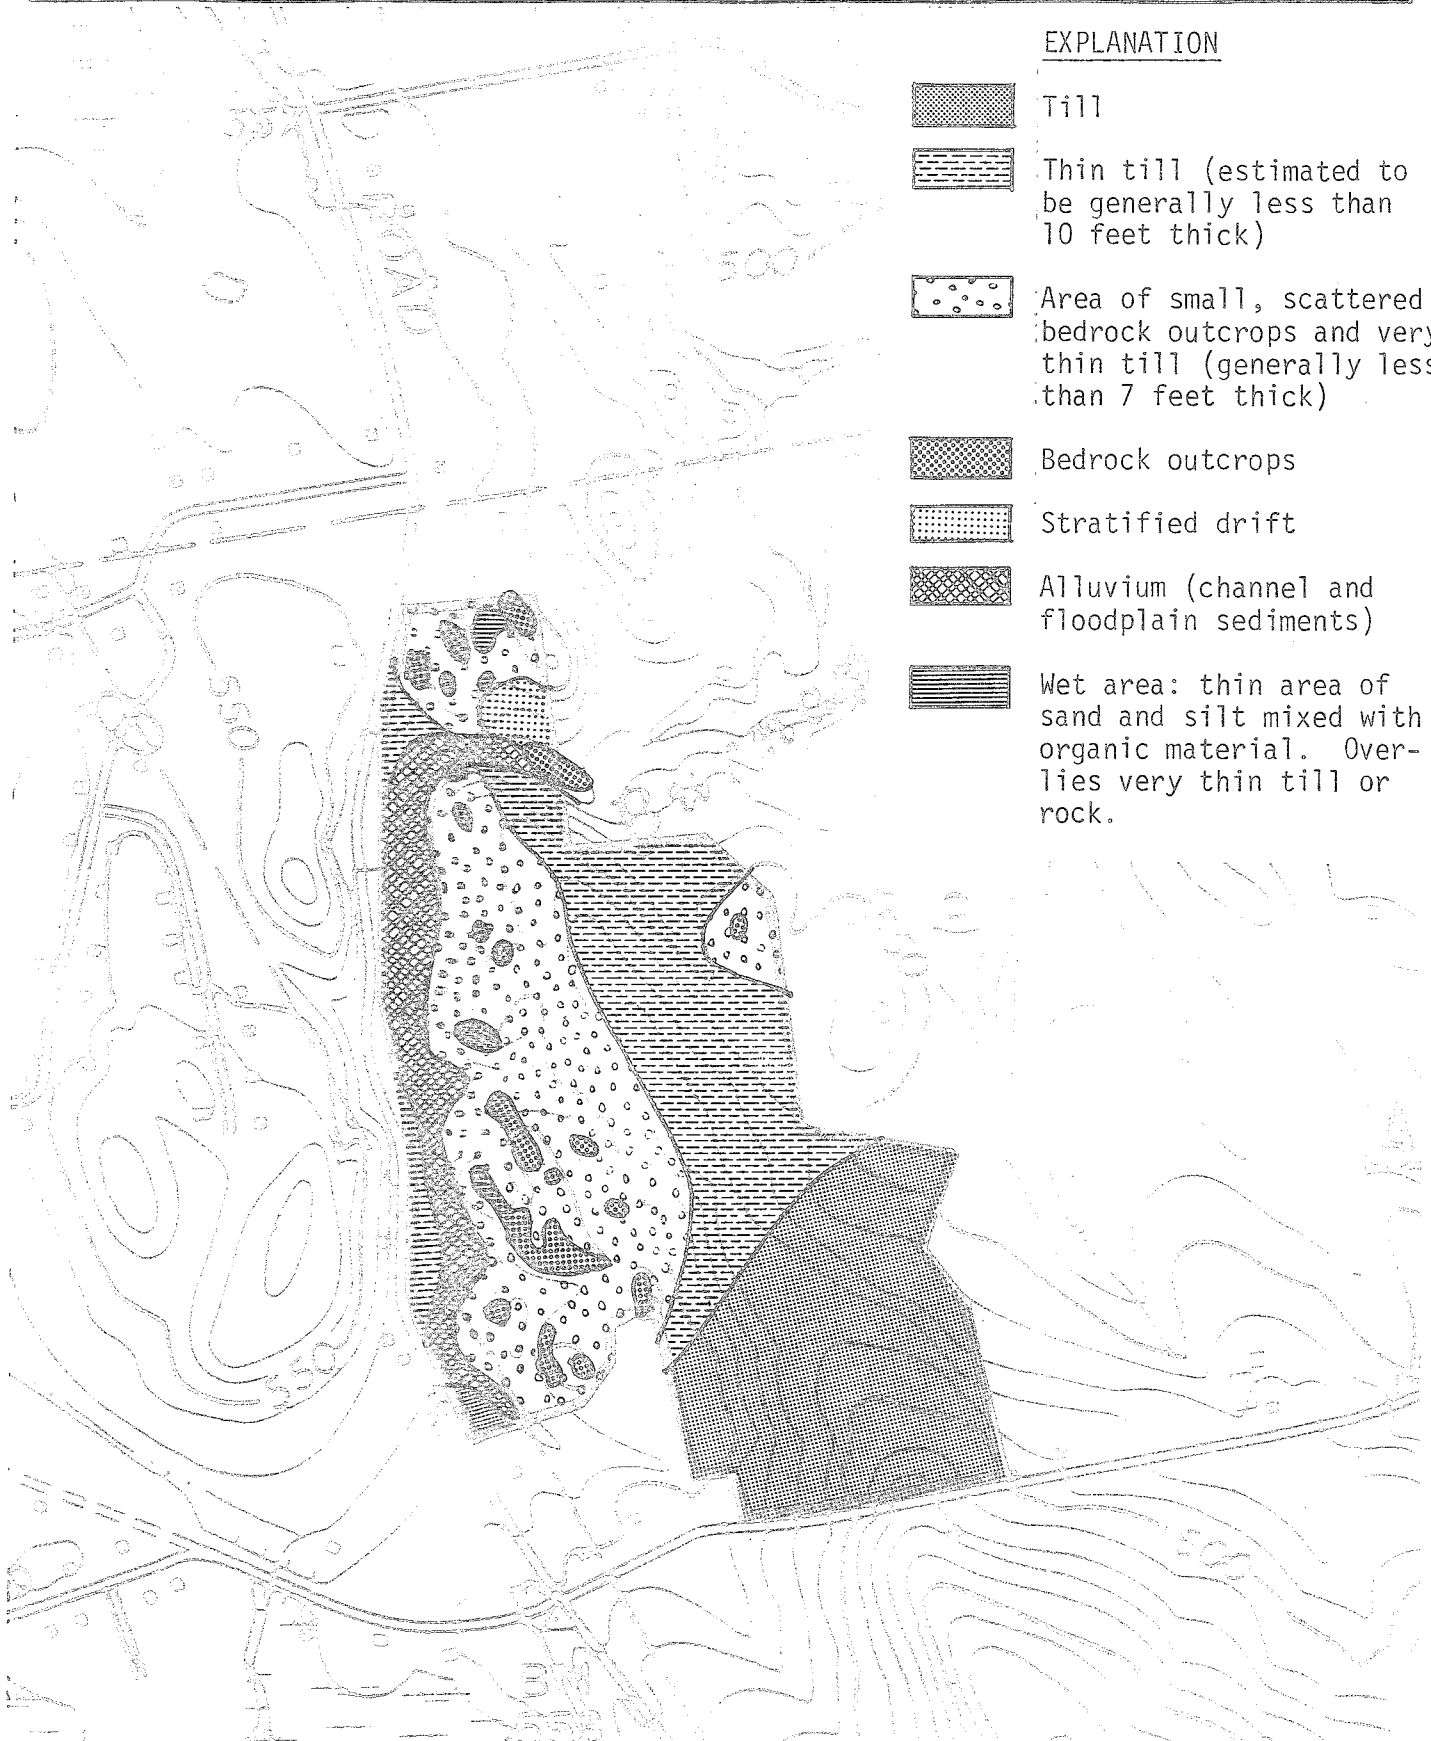 EXPLANATION
Till
Thin till (estimated to
be generally less than
10 feet thick)
Area of small, scattered
bedrock outcrops and very
thin till (generally less
than 7 feet thick)
Bedrock outcrops
Stratified drift
Alluvium (channel and
floodplain sediments)
Wet area: thin area of
sand and silt mixed with
organic material. Over-
lies very thin till or
rock.
ROAD
500
550
550